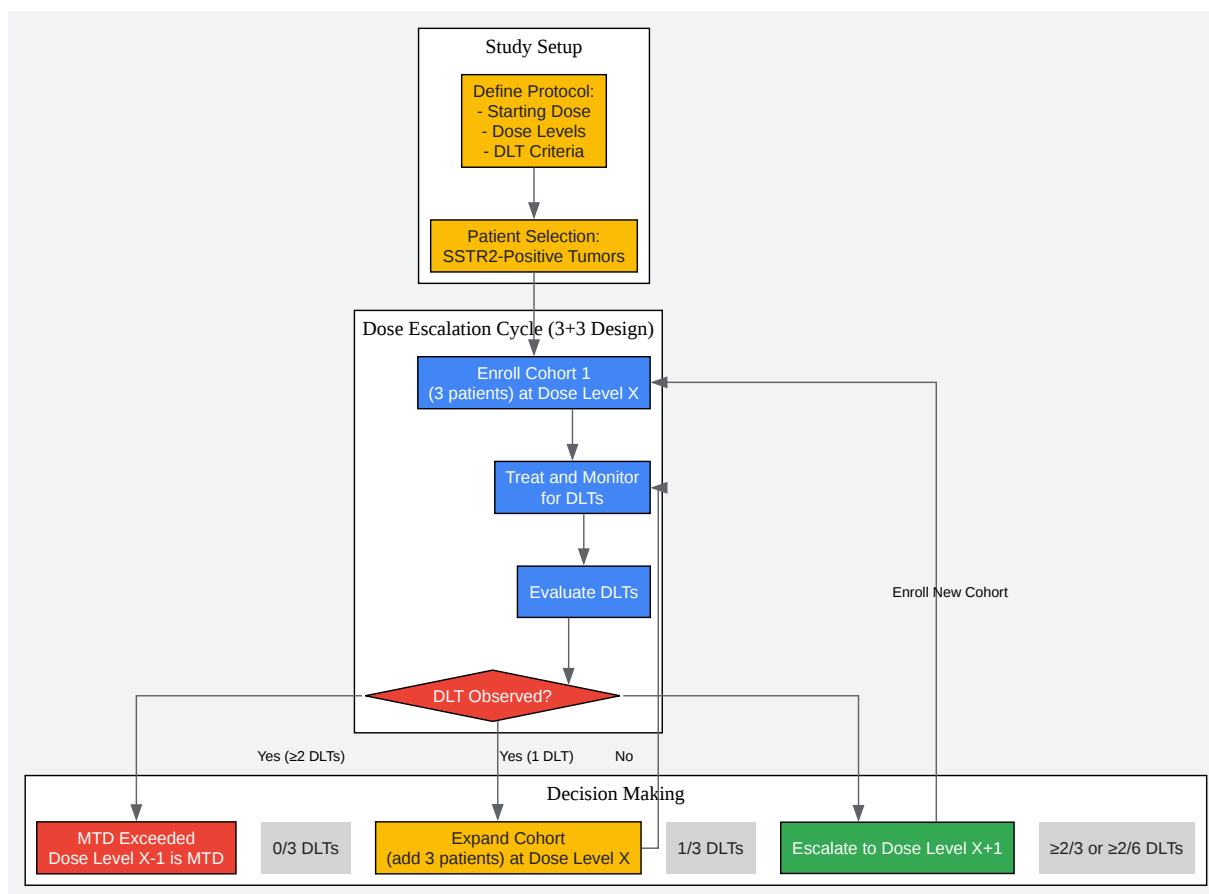 Study Setup
Define Protocol:
- Starting Dose
- Dose Levels
- DLT Criteria
Patient Selection:
SSTR2-Positive Tumors
Dose Escalation Cycle (3+3 Design)
Enroll Cohort 1
(3 patients) at Dose Level X
Treat and Monitor
for DLTs
Evaluate DLTs
Enroll New Cohort
DLT Observed?
Yes (≥2 DLTs)
Yes (1 DLT)
No
Decision Making
MTD Exceeded
Dose Level X-1 is MTD
0/3 DLTs
Expand Cohort
(add 3 patients) at Dose Level X
1/3 DLTs
Escalate to Dose Level X+1
≥2/3 or ≥2/6 DLTs